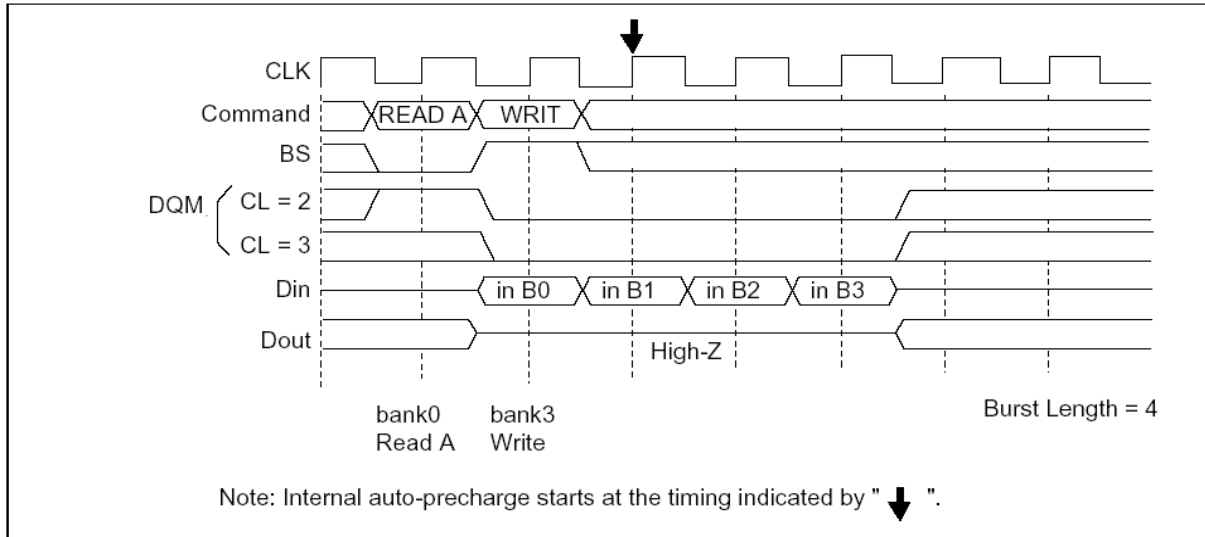 CLK
Command READ A WRIT
BS
DQM CL = 2
CL = 3
Din in B0 in B1 in B2 in B3
Dout High-Z
bank0 bank3 Burst Length = 4
Read A Write
Note: Internal auto-precharge starts at the timing indicated by " ".